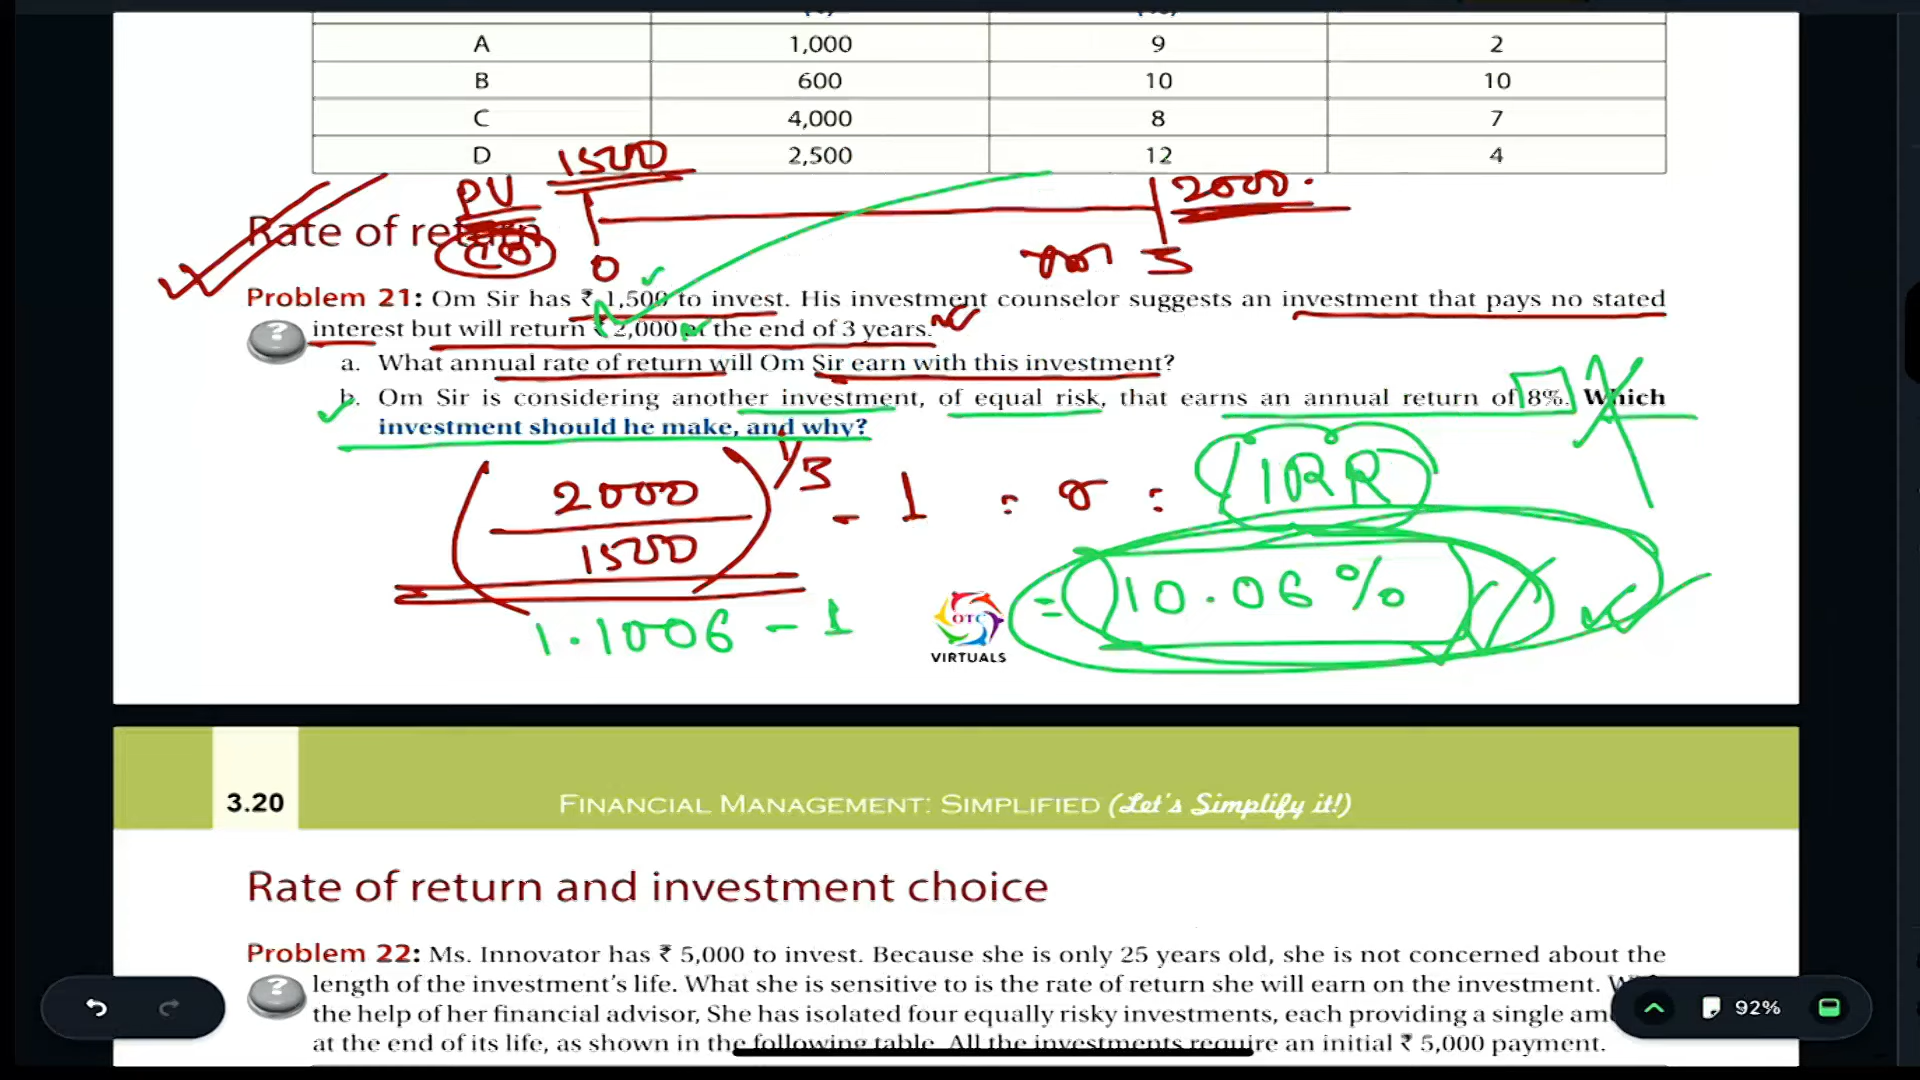 A 1,000 9 2
B 600 10 10
C 4,000 8 7
D 2,500 12 4
1500
PV
2000
Rate of return
0
3
Problem 21: Om Sir has ₹ 1,500 to invest. His investment counselor suggests an investment that pays no stated
interest but will return ₹ 2,000 at the end of 3 years.
a. What annual rate of return will Om Sir earn with this investment?
b. Om Sir is considering another investment, of equal risk, that earns an annual return of 8%. Which
investment should he make, and why?
(2000/1500)^1/3 - 1 = r = IRR
1.1006 - 1 = 10.06%
OTC
VIRTUALS
3.20 FINANCIAL MANAGEMENT: SIMPLIFIED (Let's Simplify it!)
Rate of return and investment choice
Problem 22: Ms. Innovator has ₹ 5,000 to invest. Because she is only 25 years old, she is not concerned about the
length of the investment's life. What she is sensitive to is the rate of return she will earn on the investment.
the help of her financial advisor, She has isolated four equally risky investments, each providing a single
at the end of its life, as shown in the following table. All the investments require an initial ₹ 5,000 payment.
92%